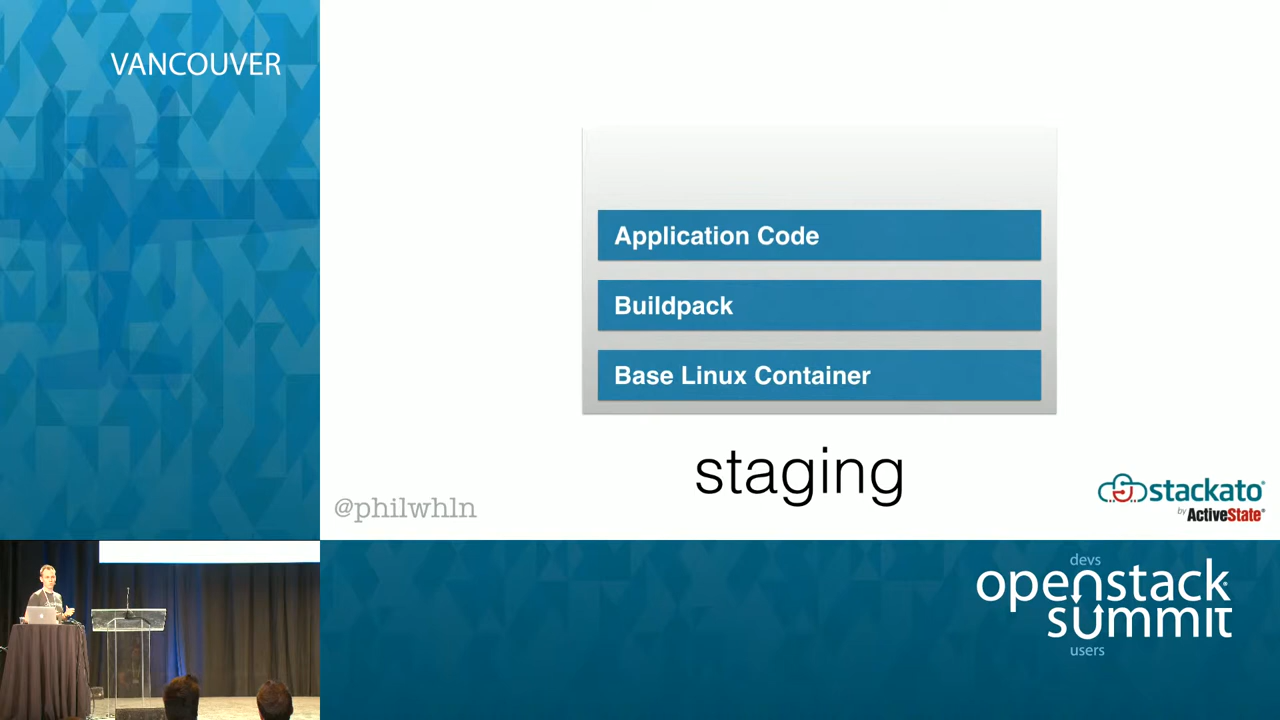 VANCOUVER
Application Code
Buildpack
Base Linux Container
staging
@philwhln
stackato
by ActiveState
devs
openstack
summit
users